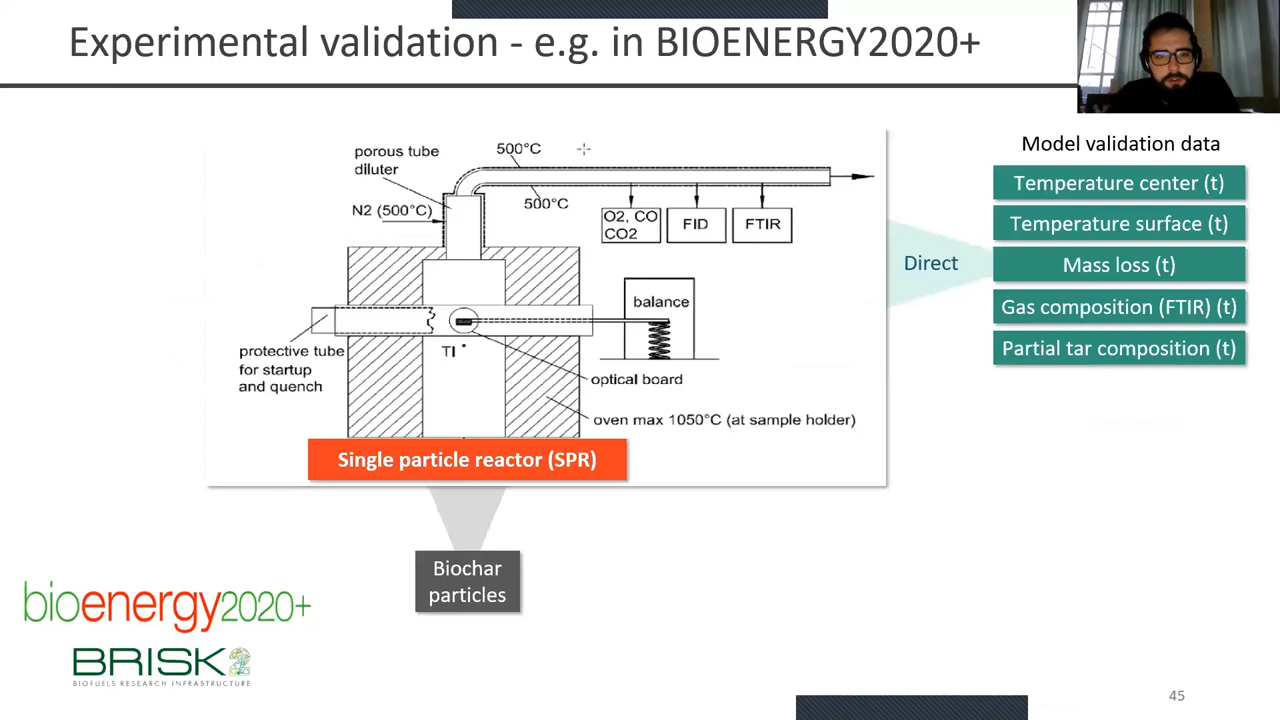 Experimental validation - e.g. in BIOENERGY2020+
porous tube
diluter
500°C
N2 (500°C)
500°C
O2, CO
CO2
FID
FTIR
balance
protective tube
for startup
and quench
TI
optical board
oven max 1050°C (at sample holder)
Single particle reactor (SPR)
Biochar
particles
Direct
Model validation data
Temperature center (t)
Temperature surface (t)
Mass loss (t)
Gas composition (FTIR) (t)
Partial tar composition (t)
bioenergy2020+
BRISK2
BIOFUELS RESEARCH INFRASTRUCTURE
45